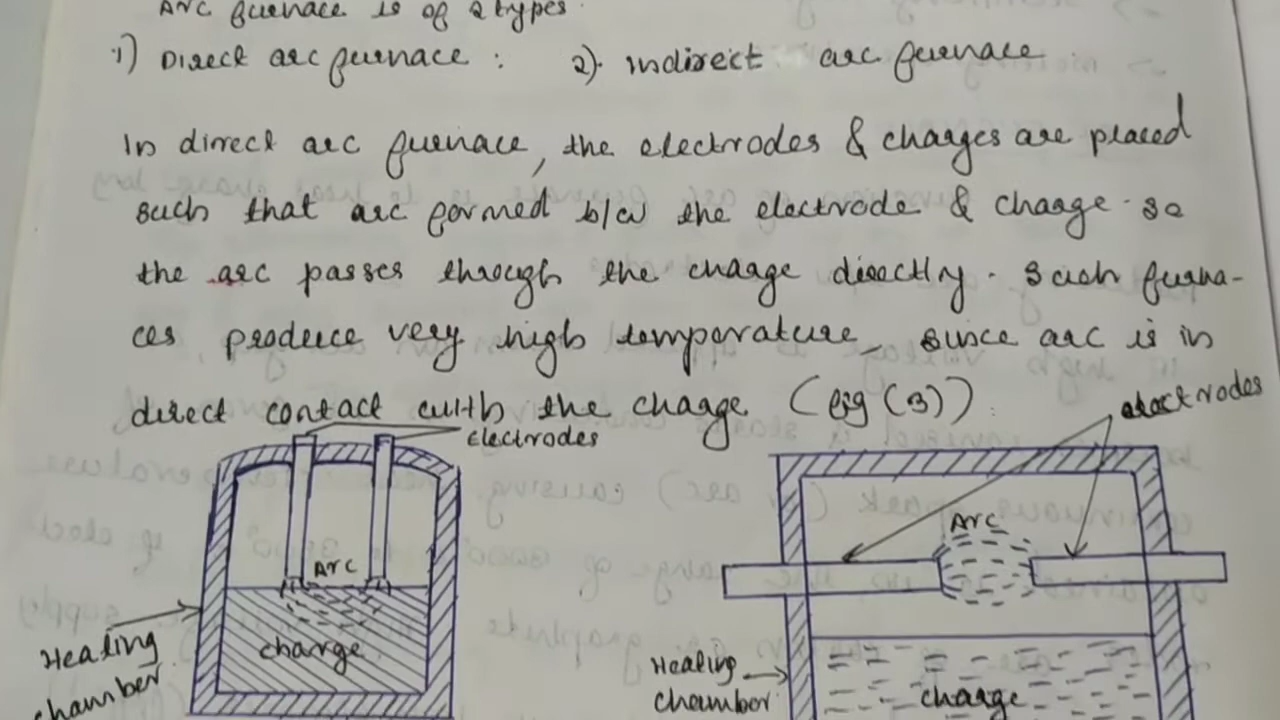 Arc furnace is of 2 types.
1) Direct arc furnace : 2). Indirect arc furnace
In direct arc furnace, the electrodes & charges are placed
such that arc formed b/w the electrode & charge. so
the arc passes through the charge directly. Such furna-
ces produce very high temperature, since arc is in
direct contact with the charge (fig (3)).
electrodes
electrodes
Arc
charge
Heating
chamber
Arc
Heating
chamber
charge